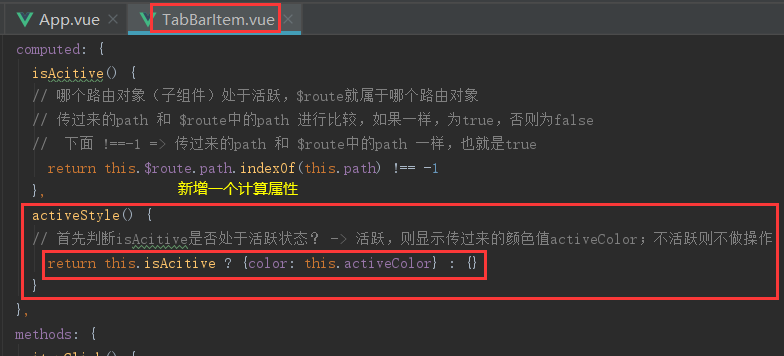 App.vue × TabBarItem.vue ×
computed: {
isAcitive() {
// 哪个路由对象（子组件）处于活跃，$route就属于哪个路由对象
// 传过来的path 和 $route中的path 进行比较，如果一样，为true，否则为false
// 下面 !==-1 => 传过来的path 和 $route中的path 一样，也就是true
return this.$route.path.indexOf(this.path) !== -1
},
新增一个计算属性
activeStyle() {
// 首先判断isAcitive是否处于活跃状态？ -> 活跃，则显示传过来的颜色值activeColor；不活跃则不做操作
return this.isAcitive ? {color: this.activeColor} : {}
}
},
methods: {